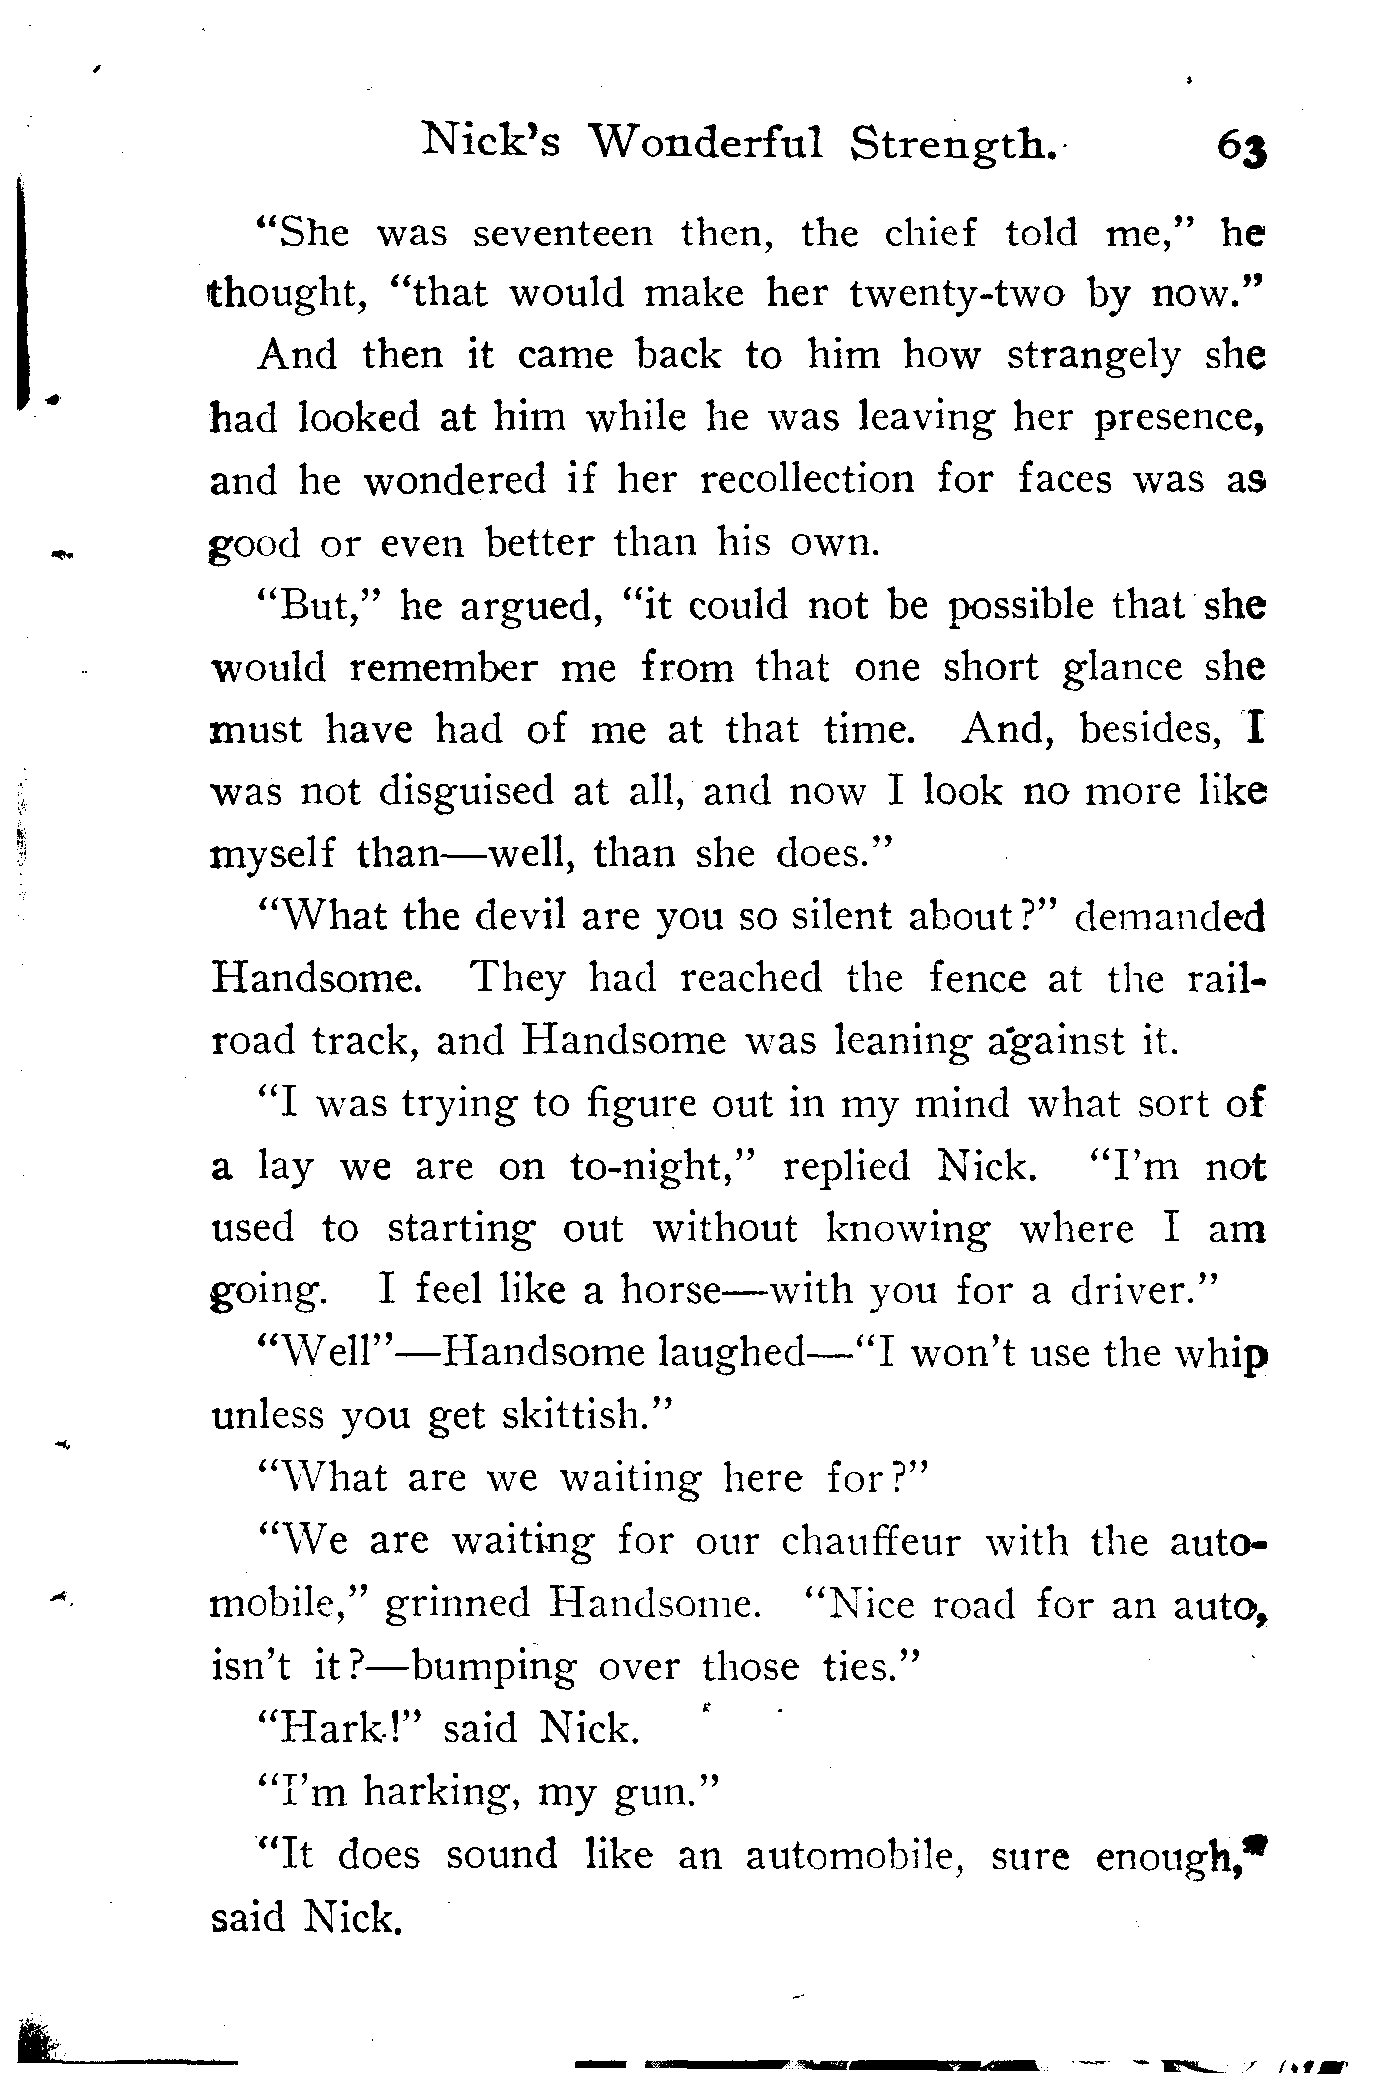 Nick's Wonderful Strength. 63
"She was seventeen then, the chief told me," he
thought, "that would make her twenty-two by now."
And then it came back to him how strangely she
had looked at him while he was leaving her presence,
and he wondered if her recollection for faces was as
good or even better than his own.
"But," he argued, "it could not be possible that she
would remember me from that one short glance she
must have had of me at that time. And, besides, I
was not disguised at all, and now I look no more like
myself than—well, than she does."
"What the devil are you so silent about?" demanded
Handsome. They had reached the fence at the rail-
road track, and Handsome was leaning against it.
"I was trying to figure out in my mind what sort of
a lay we are on to-night," replied Nick. "I'm not
used to starting out without knowing where I am
going. I feel like a horse—with you for a driver."
"Well"—Handsome laughed—"I won't use the whip
unless you get skittish."
"What are we waiting here for?"
"We are waiting for our chauffeur with the auto-
mobile," grinned Handsome. "Nice road for an auto,
isn't it?—bumping over those ties."
"Hark!" said Nick.
"I'm harking, my gun."
"It does sound like an automobile, sure enough,"
said Nick.